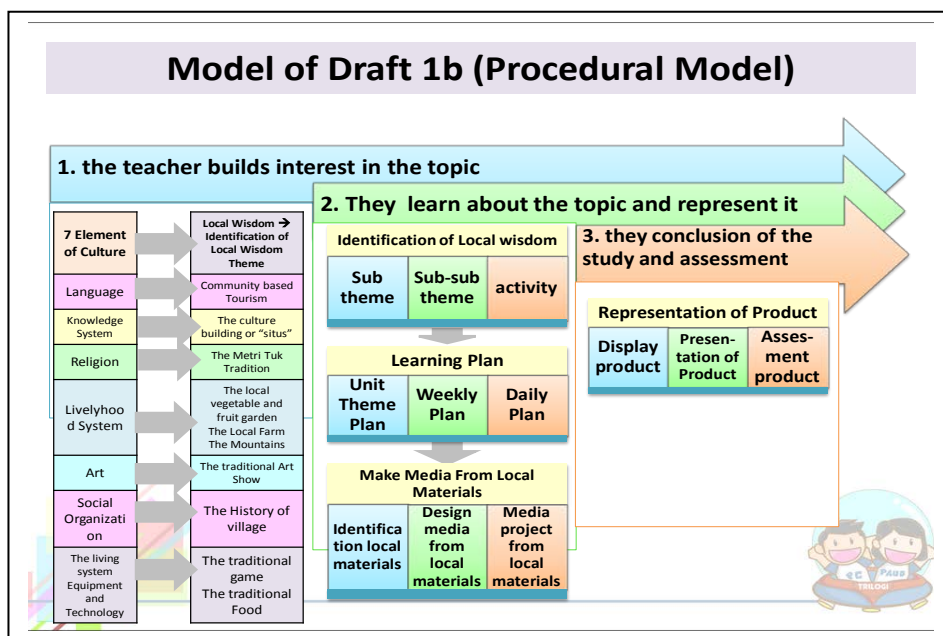 Model of Draft 1b (Procedural Model)
1. the teacher builds interest in the topic
7 Element
of Culture
Local Wisdom →
Identification of
Local Wisdom
Theme
Language
Community based
Tourism
Knowledge
System
The culture
building or “situs”
Religion
The Metri Tuk
Tradition
Livelyhoo
d System
The local
vegetable and
fruit garden
The Local Farm
The Mountains
Art
The traditional Art
Show
Social
Organizati
on
The History of
village
The living
system
Equipment
and
Technology
The traditional
game
The traditional
Food
2. They learn about the topic and represent it
Identification of Local wisdom
Sub
theme
Sub-sub
theme
activity
Learning Plan
Unit
Theme
Plan
Weekly
Plan
Daily
Plan
Make Media From Local
Materials
Identifica
tion local
materials
Design
media
from
local
materials
Media
project
from
local
materials
3. they conclusion of the
study and assessment
Representation of Product
Display
product
Presen-
tation of
Product
Asses-
ment
product
PAUD
TRILOGI